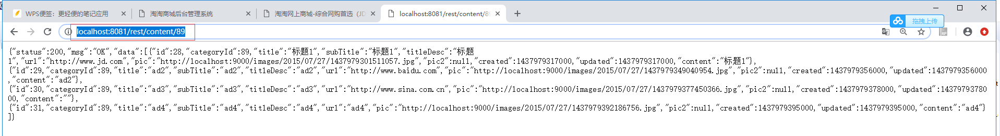 WPS便签：更轻便的笔记应用
淘淘商城后台管理系统
淘淘网上商城-综合网购首选（JD
localhost:8081/rest/content/89
拖拽上传
localhost:8081/rest/content/89
{"status":200,"msg":"OK","data":[{"id":28,"categoryId":89,"title":"标题1","subTitle":"标题1","titleDesc":"标题
1","url":"http://www.jd.com","pic":"http://localhost:9000/images/2015/07/27/1437979301511057.jpg","pic2":null,"created":1437979317000,"updated":1437979317000,"content":"标题1"},
{"id":29,"categoryId":89,"title":"ad2","subTitle":"ad2","titleDesc":"ad2","url":"http://www.baidu.com","pic":"http://localhost:9000/images/2015/07/27/1437979349040954.jpg","pic2":null,"created":1437979356000,"updated":1437979356000
,"content":"ad2"},
{"id":30,"categoryId":89,"title":"ad3","subTitle":"ad3","titleDesc":"ad3","url":"http://www.sina.com.cn","pic":"http://localhost:9000/images/2015/07/27/1437979377450366.jpg","pic2":null,"created":1437979378000,"updated":14379793780
00,"content":""},
{"id":31,"categoryId":89,"title":"ad4","subTitle":"ad4","titleDesc":"ad4","url":"ad4","pic":"http://localhost:9000/images/2015/07/27/1437979392186756.jpg","pic2":null,"created":1437979395000,"updated":1437979395000,"content":"ad4"}
]}